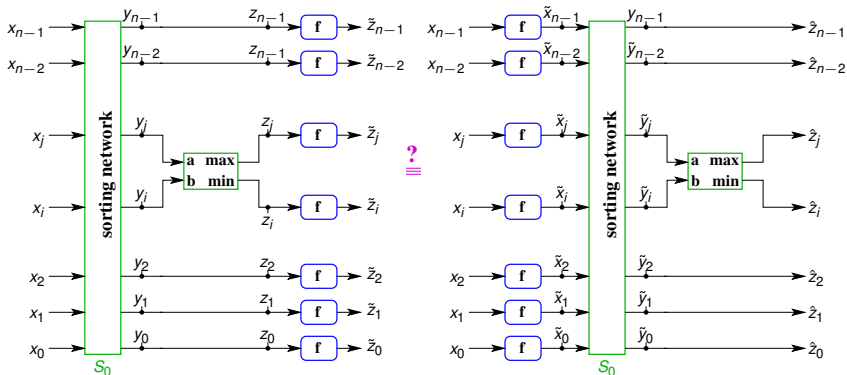 x_{n−1} y_{n−1} z_{n−1} f z̃_{n−1}
x_{n−2} y_{n−2} z_{n−2} f z̃_{n−2}
x_j y_j a max z_j f z̃_j
x_i y_i b min z_i f z̃_i
x_2 y_2 z_2 f z̃_2
x_1 y_1 z_1 f z̃_1
x_0 y_0 z_0 f z̃_0
sorting network
S_0
?
x_{n−1} f x̃_{n−1} y_{n−1} ẑ_{n−1}
x_{n−2} f x̃_{n−2} ỹ_{n−2} ẑ_{n−2}
x_j f x̃_j ỹ_j a max ẑ_j
x_i f x̃_i ỹ_i b min ẑ_i
x_2 f x̃_2 ỹ_2 ẑ_2
x_1 f x̃_1 ỹ_1 ẑ_1
x_0 f x̃_0 ỹ_0 ẑ_0
sorting network
S_0